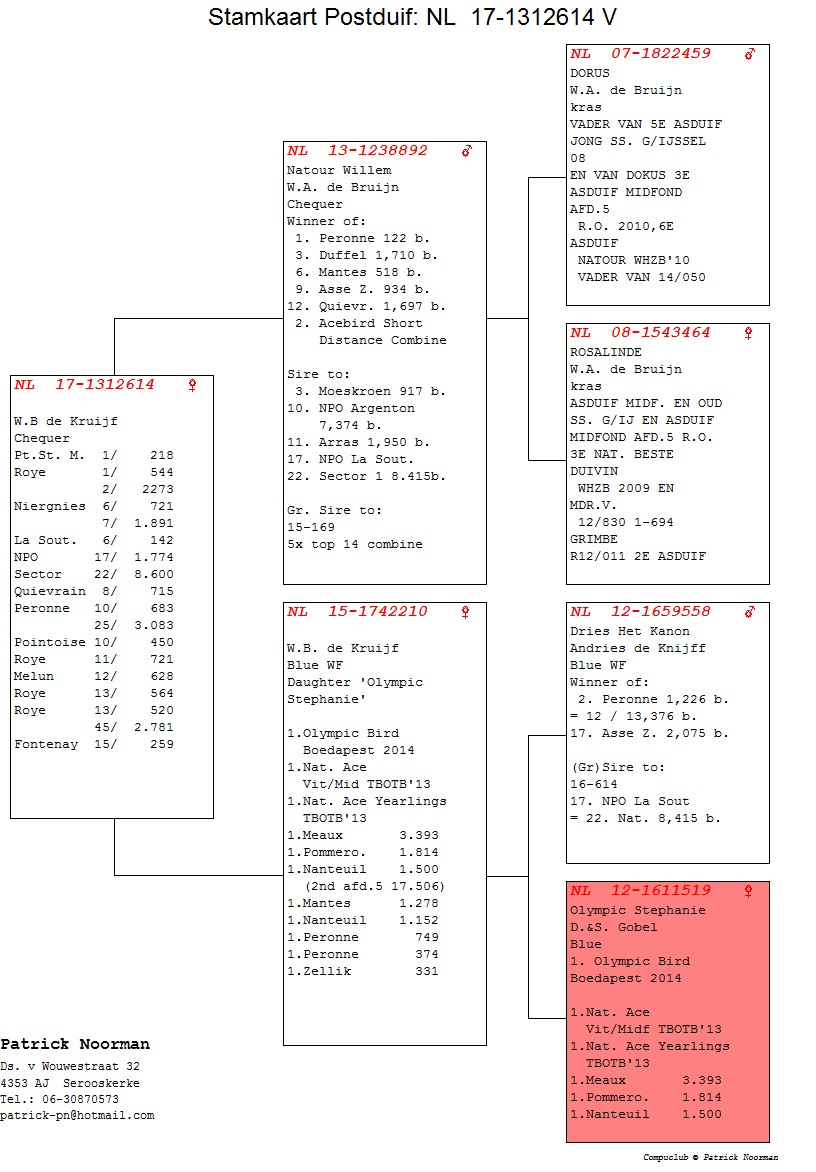 Stamkaart Postduif: NL  17-1312614 V
NL  17-1312614 ♀
W.B de Kruijf
Chequer
Pt.St. M.  1/    218
Roye       1/    544
           2/   2273
Niergnies  6/    721
           7/  1.891
La Sout.   6/    142
NPO       17/  1.774
Sector    22/  8.600
Quievrain  8/    715
Peronne   10/    683
          25/  3.083
Pointoise 10/    450
Roye      11/    721
Melun     12/    628
Roye      13/    564
Roye      13/    520
          45/  2.781
Fontenay  15/    259
NL  13-1238892 ♂
Natour Willem
W.A. de Bruijn
Chequer
Winner of:
 1. Peronne 122 b.
 3. Duffel 1,710 b.
 6. Mantes 518 b.
 9. Asse Z. 934 b.
12. Quievr. 1,697 b.
 2. Acebird Short
    Distance Combine
Sire to:
 3. Moeskroen 917 b.
10. NPO Argenton
    7,374 b.
11. Arras 1,950 b.
17. NPO La Sout.
22. Sector 1 8.415b.
Gr. Sire to:
15-169
5x top 14 combine
NL  15-1742210 ♀
W.B. de Kruijf
Blue WF
Daughter 'Olympic
Stephanie'
1.Olympic Bird
  Boedapest 2014
1.Nat. Ace
  Vit/Mid TBOTB'13
1.Nat. Ace Yearlings
  TBOTB'13
1.Meaux       3.393
1.Pommero.    1.814
1.Nanteuil    1.500
  (2nd afd.5 17.506)
1.Mantes      1.278
1.Nanteuil    1.152
1.Peronne       749
1.Peronne       374
1.Zellik        331
NL  07-1822459 ♂
DORUS
W.A. de Bruijn
kras
VADER VAN 5E ASDUIF
JONG SS. G/IJSSEL
08
EN VAN DOKUS 3E
ASDUIF MIDFOND
AFD.5
 R.O. 2010,6E
ASDUIF
 NATOUR WHZB'10
 VADER VAN 14/050
NL  08-1543464 ♀
ROSALINDE
W.A. de Bruijn
kras
ASDUIF MIDF. EN OUD
SS. G/IJ EN ASDUIF
MIDFOND AFD.5 R.O.
3E NAT. BESTE
DUIVIN
 WHZB 2009 EN
MDR.V.
 12/830 1-694
GRIMBE
R12/011 2E ASDUIF
NL  12-1659558 ♂
Dries Het Kanon
Andries de Knijff
Blue WF
Winner of:
 2. Peronne 1,226 b.
= 12 / 13,376 b.
17. Asse Z. 2,075 b.
(Gr)Sire to:
16-614
17. NPO La Sout
= 22. Nat. 8,415 b.
NL  12-1611519 ♀
Olympic Stephanie
D.&S. Gobel
Blue
1. Olympic Bird
Boedapest 2014
1.Nat. Ace
  Vit/Midf TBOTB'13
1.Nat. Ace Yearlings
  TBOTB'13
1.Meaux       3.393
1.Pommero.    1.814
1.Nanteuil    1.500
Patrick Noorman
Ds. v Wouwestraat 32
4353 AJ  Serooskerke
Tel.: 06-30870573
patrick-pn@hotmail.com
Compuclub © Patrick Noorman